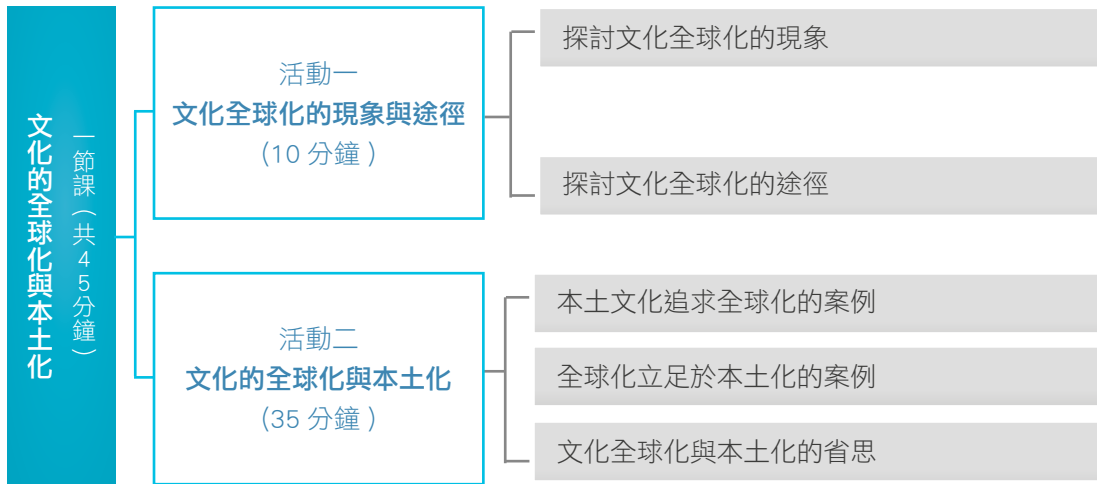 文化的全球化與本土化
一節課（共45分鐘）
活動一
文化全球化的現象與途徑
（10 分鐘）
探討文化全球化的現象
探討文化全球化的途徑
活動二
文化的全球化與本土化
（35 分鐘）
本土文化追求全球化的案例
全球化立足於本土化的案例
文化全球化與本土化的省思